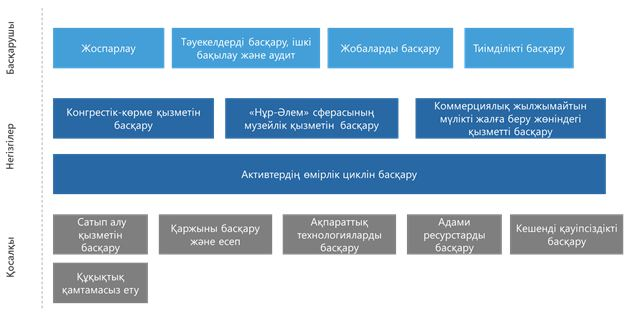 Басқарушы
Жоспарлау
Тәуекелдерді басқару, ішкі
бақылау және аудит
Жобаларды басқару
Тиімділікті басқару
Негізгілер
Конгрестік-көрме қызметін
басқару
«Нұр-Әлем» сферасының
музейлік қызметін басқару
Коммерциялық жылжымайтын
мүлікті жалға беру жөніндегі
қызметті басқару
Активтердің өмірлік циклін басқару
Қосалқы
Сатып алу
қызметін
басқару
Қаржыны басқару
және есеп
Ақпараттық
технологияларды
басқару
Адами
ресурстарды
басқару
Кешенді қауіпсіздікті
басқару
Құқықтық
қамтамасыз ету